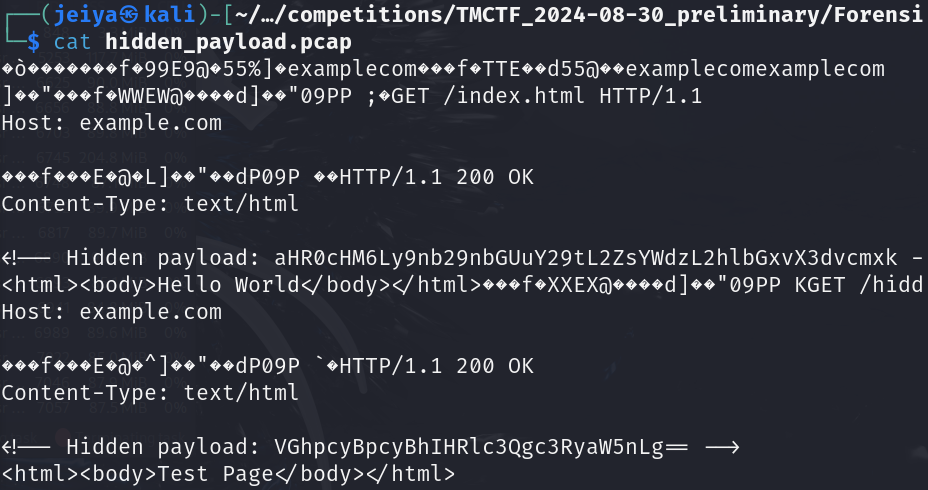 ┌──(jeiya㉿kali)-[~/…/competitions/TMCTF_2024-08-30_preliminary/Forensi
└─$ cat hidden_payload.pcap
�ò�������f�99E9@�55%]�examplecom���f�TTE��d55@��examplecomexamplecom
]��"���f�WWEW@����d]��"09PP ;�GET /index.html HTTP/1.1
Host: example.com
���f���E�@�L]��"��dP09P ��HTTP/1.1 200 OK
Content-Type: text/html
<!-- Hidden payload: aHR0cHM6Ly9nb29nbGUuY29tL2ZsYWdzL2hlbGxvX3dvcmxk -
<html><body>Hello World</body></html>���f�XXEX@����d]��"09PP KGET /hidd
Host: example.com
���f���E�@�^]��"��dP09P `�HTTP/1.1 200 OK
Content-Type: text/html
<!-- Hidden payload: VGhpcyBpcyBhIHRlc3Qgc3RyaW5nLg== -->
<html><body>Test Page</body></html>